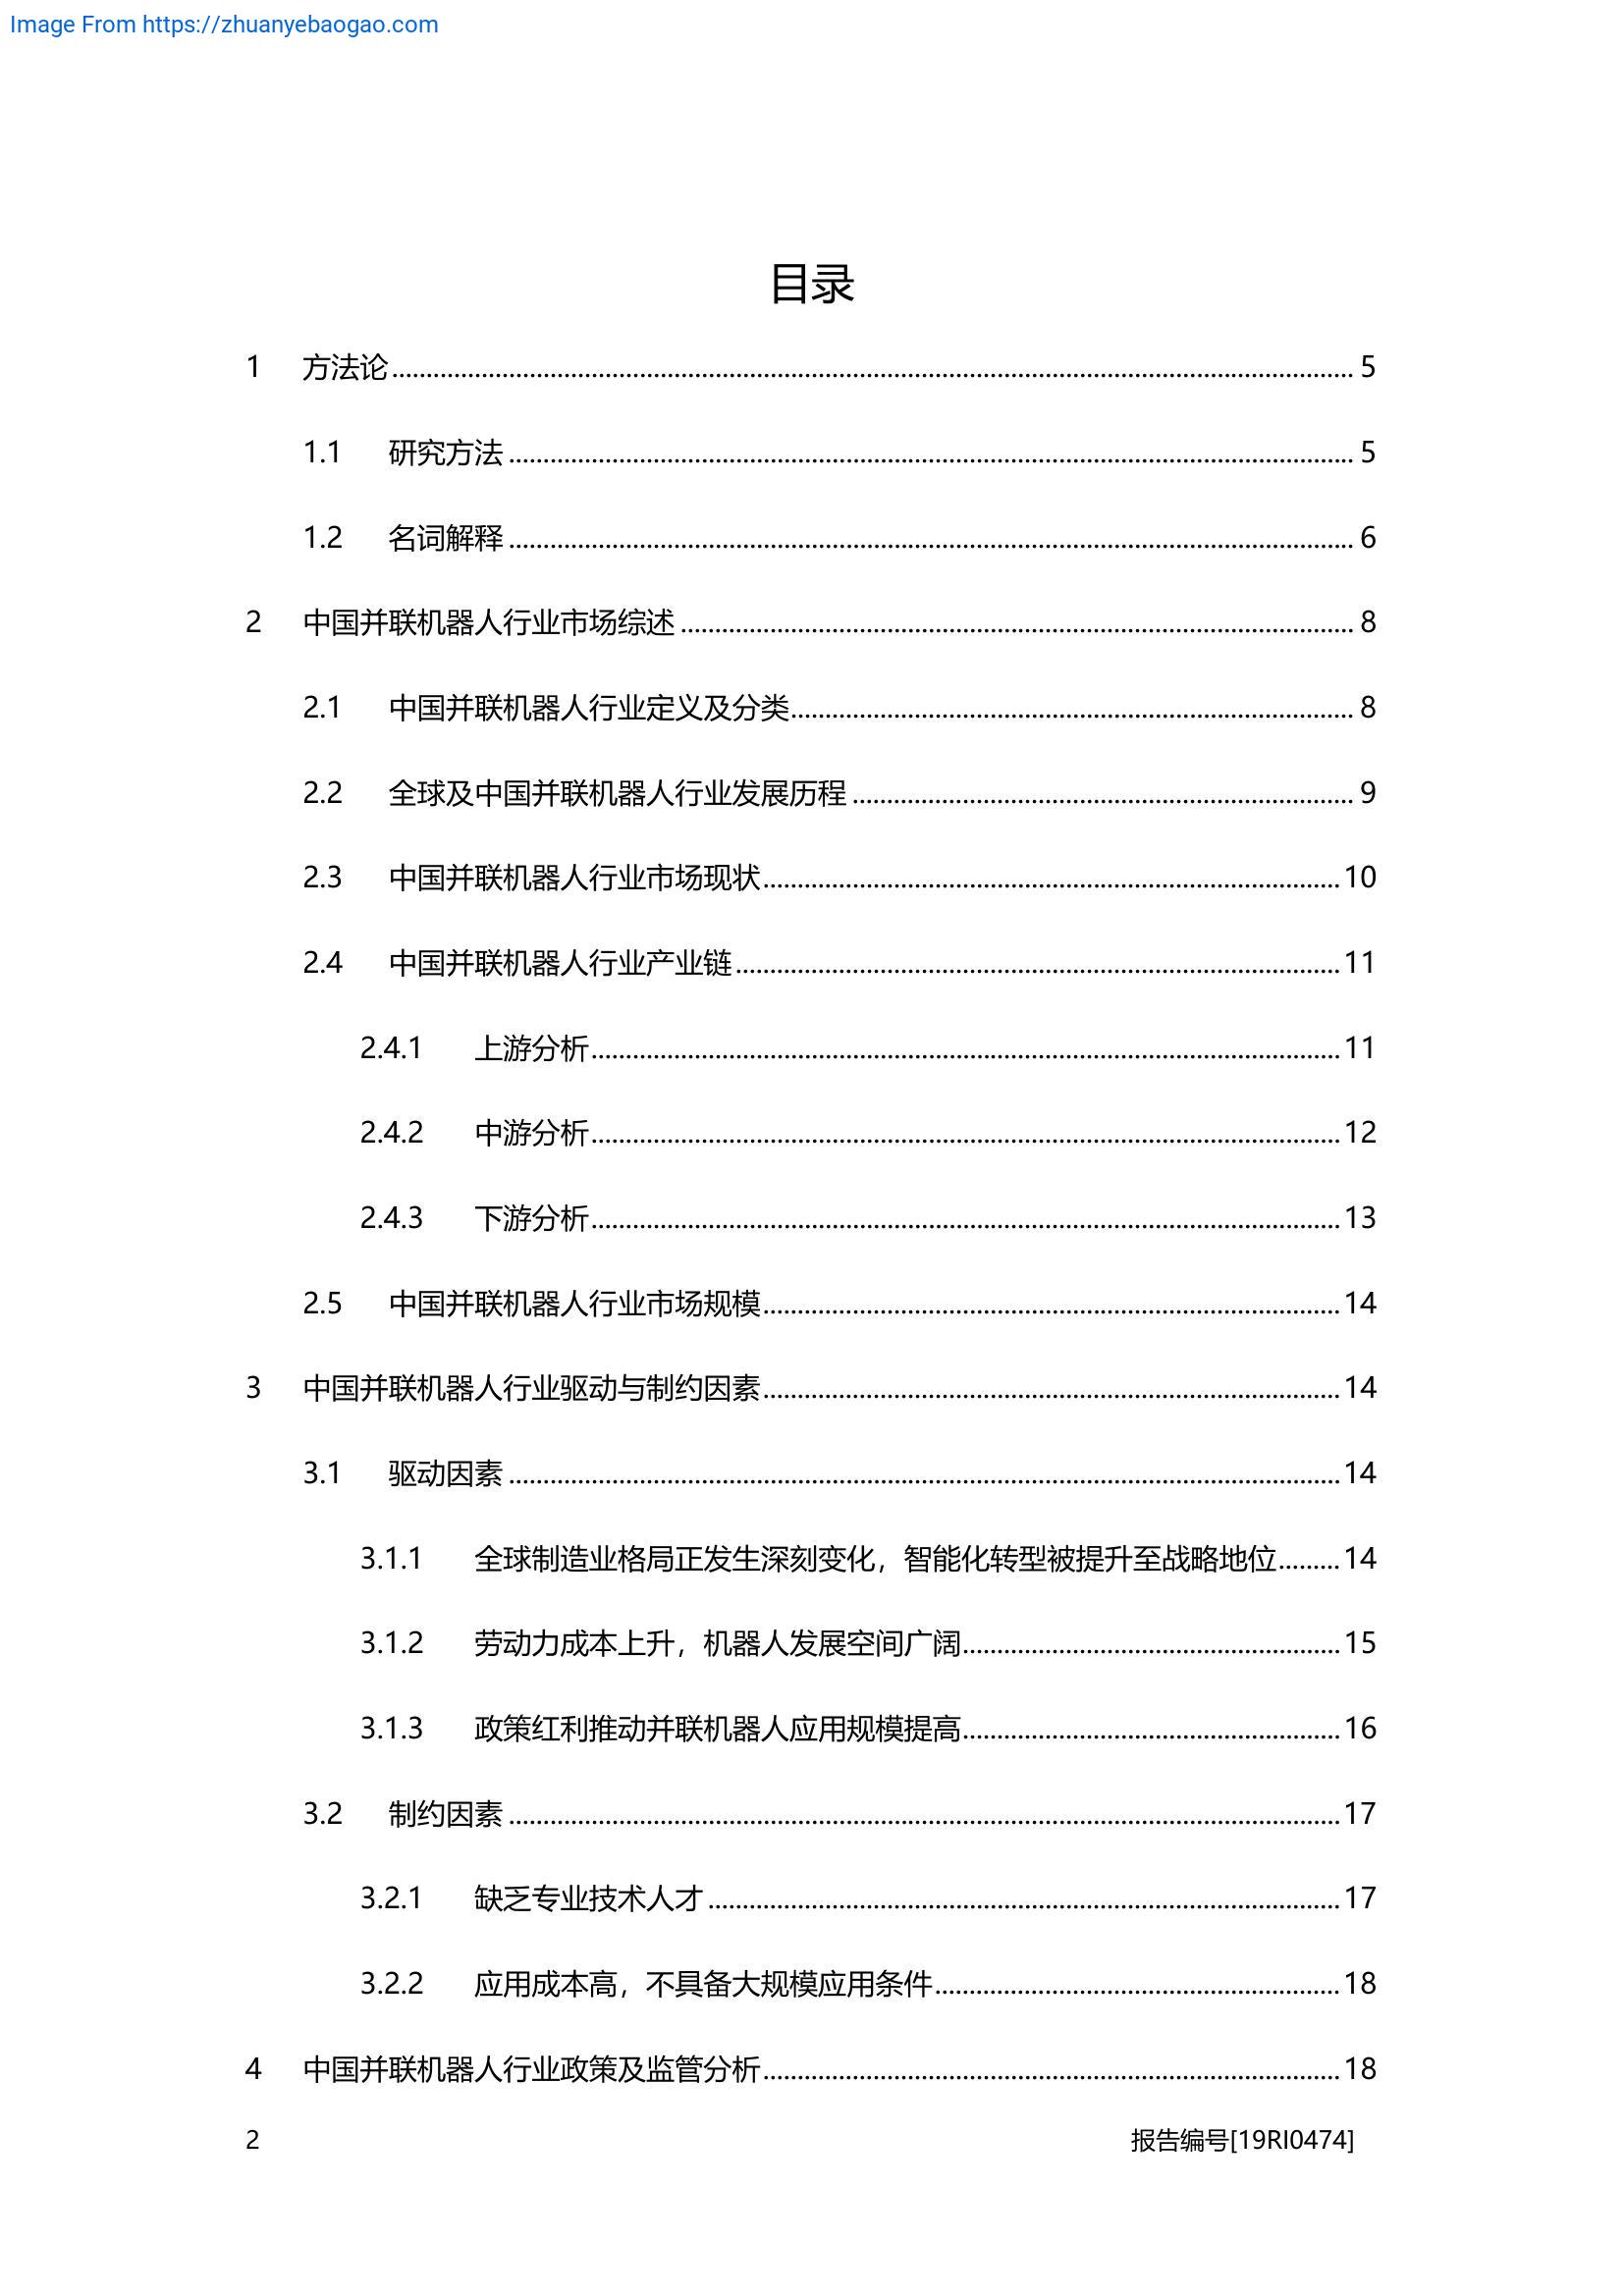 Image From https://zhuanyebaogao.com
目录
1 方法论 5
1.1 研究方法 5
1.2 名词解释 6
2 中国并联机器人行业市场综述 8
2.1 中国并联机器人行业定义及分类 8
2.2 全球及中国并联机器人行业发展历程 9
2.3 中国并联机器人行业市场现状 10
2.4 中国并联机器人行业产业链 11
2.4.1 上游分析 11
2.4.2 中游分析 12
2.4.3 下游分析 13
2.5 中国并联机器人行业市场规模 14
3 中国并联机器人行业驱动与制约因素 14
3.1 驱动因素 14
3.1.1 全球制造业格局正发生深刻变化，智能化转型被提升至战略地位 14
3.1.2 劳动力成本上升，机器人发展空间广阔 15
3.1.3 政策红利推动并联机器人应用规模提高 16
3.2 制约因素 17
3.2.1 缺乏专业技术人才 17
3.2.2 应用成本高，不具备大规模应用条件 18
4 中国并联机器人行业政策及监管分析 18
2 报告编号[19RI0474]